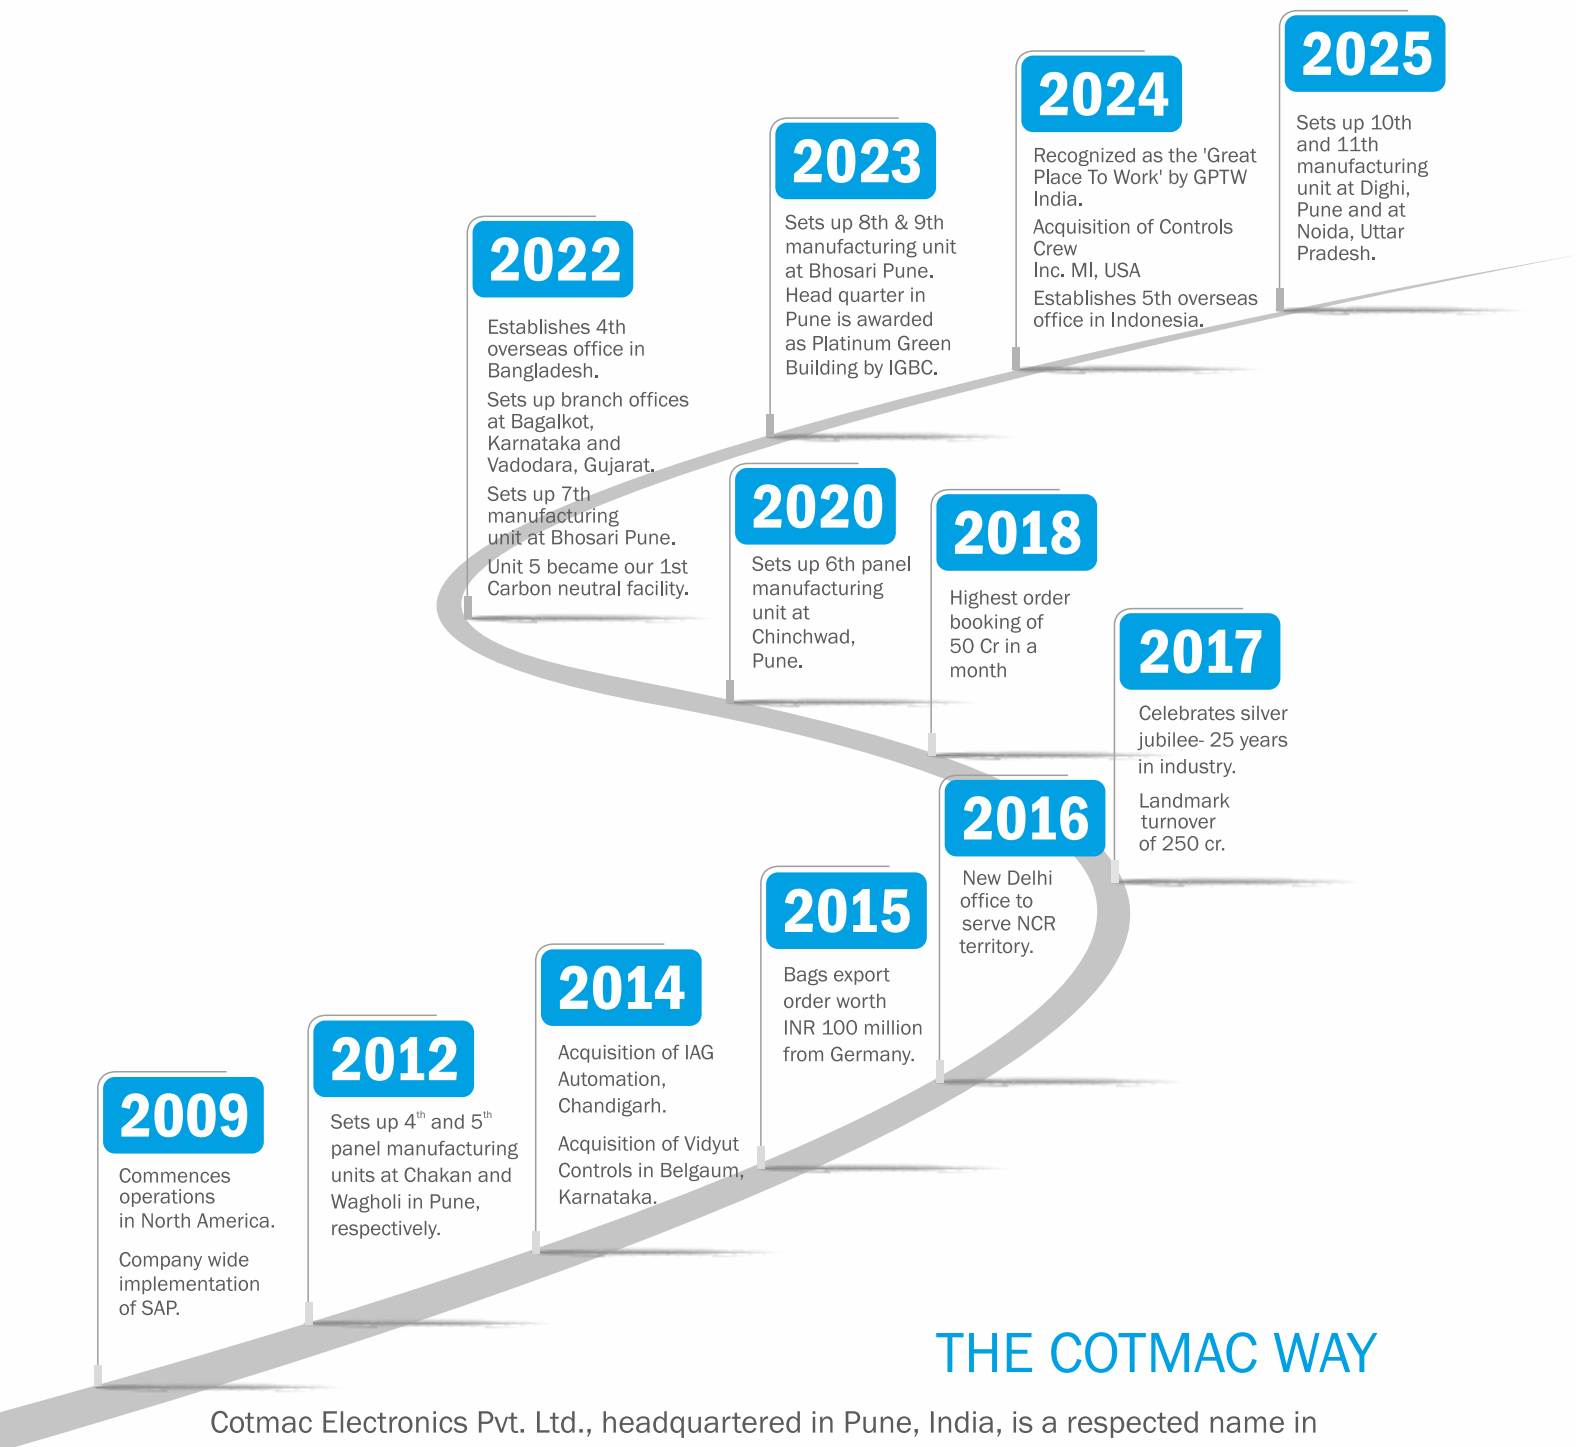 2025
Sets up 10th
and 11th
manufacturing
unit at Dighi,
Pune and at
Noida, Uttar
Pradesh.
2024
Recognized as the 'Great
Place To Work' by GPTW
India.
Acquisition of Controls
Crew
Inc. MI, USA
Establishes 5th overseas
office in Indonesia.
2023
Sets up 8th & 9th
manufacturing unit
at Bhosari Pune.
Head quarter in
Pune is awarded
as Platinum Green
Building by IGBC.
2022
Establishes 4th
overseas office in
Bangladesh.
Sets up branch offices
at Bagalkot,
Karnataka and
Vadodara, Gujarat.
Sets up 7th
manufacturing
unit at Bhosari Pune.
Unit 5 became our 1st
Carbon neutral facility.
2020
Sets up 6th panel
manufacturing
unit at
Chinchwad,
Pune.
2018
Highest order
booking of
50 Cr in a
month
2017
Celebrates silver
jubilee- 25 years
in industry.
Landmark
turnover
of 250 cr.
2016
New Delhi
office to
serve NCR
territory.
2015
Bags export
order worth
INR 100 million
from Germany.
2014
Acquisition of IAG
Automation,
Chandigarh.
Acquisition of Vidyut
Controls in Belgaum,
Karnataka.
2012
Sets up 4th and 5th
panel manufacturing
units at Chakan and
Wagholi in Pune,
respectively.
2009
Commences
operations
in North America.
Company wide
implementation
of SAP.
THE COTMAC WAY
Cotmac Electronics Pvt. Ltd., headquartered in Pune, India, is a respected name in